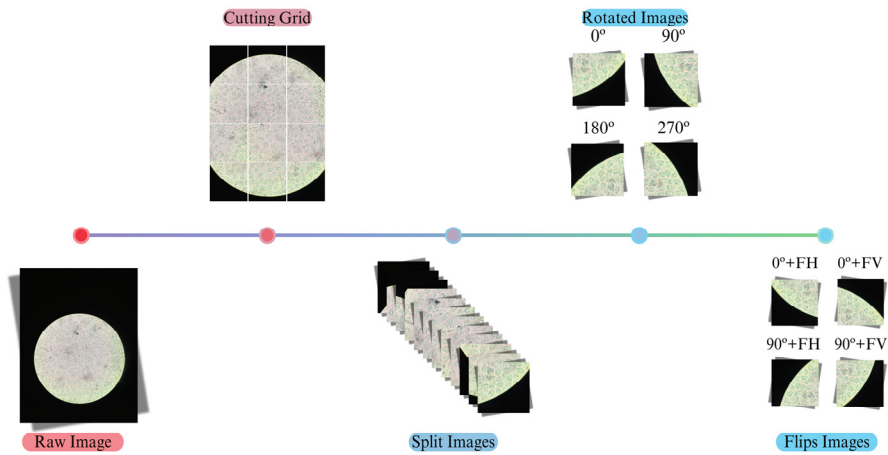 Cutting Grid
Rotated Images
0º 90º
180º 270º
0º+FH 0º+FV
90º+FH 90º+FV
Raw Image
Split Images
Flips Images